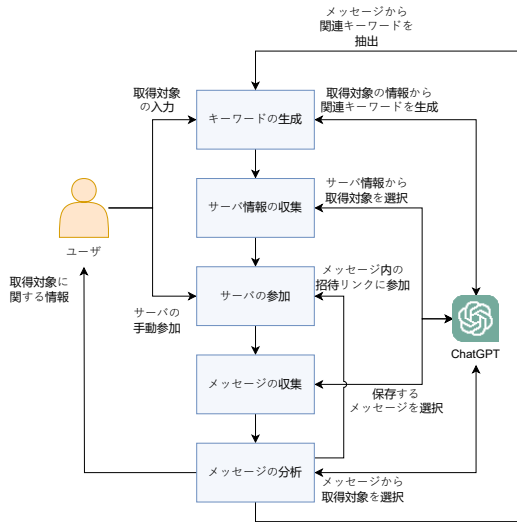 メッセージから
関連キーワードを
抽出
取得対象
の入力
キーワードの生成
取得対象の情報から
関連キーワードを生成
サーバ情報の収集
サーバ情報から
取得対象を選択
ユーザ
取得対象に
関する情報
サーバの
手動参加
サーバの参加
メッセージ内の
招待リンクに参加
ChatGPT
メッセージの収集
保存する
メッセージを選択
メッセージの分析
メッセージから
取得対象を選択